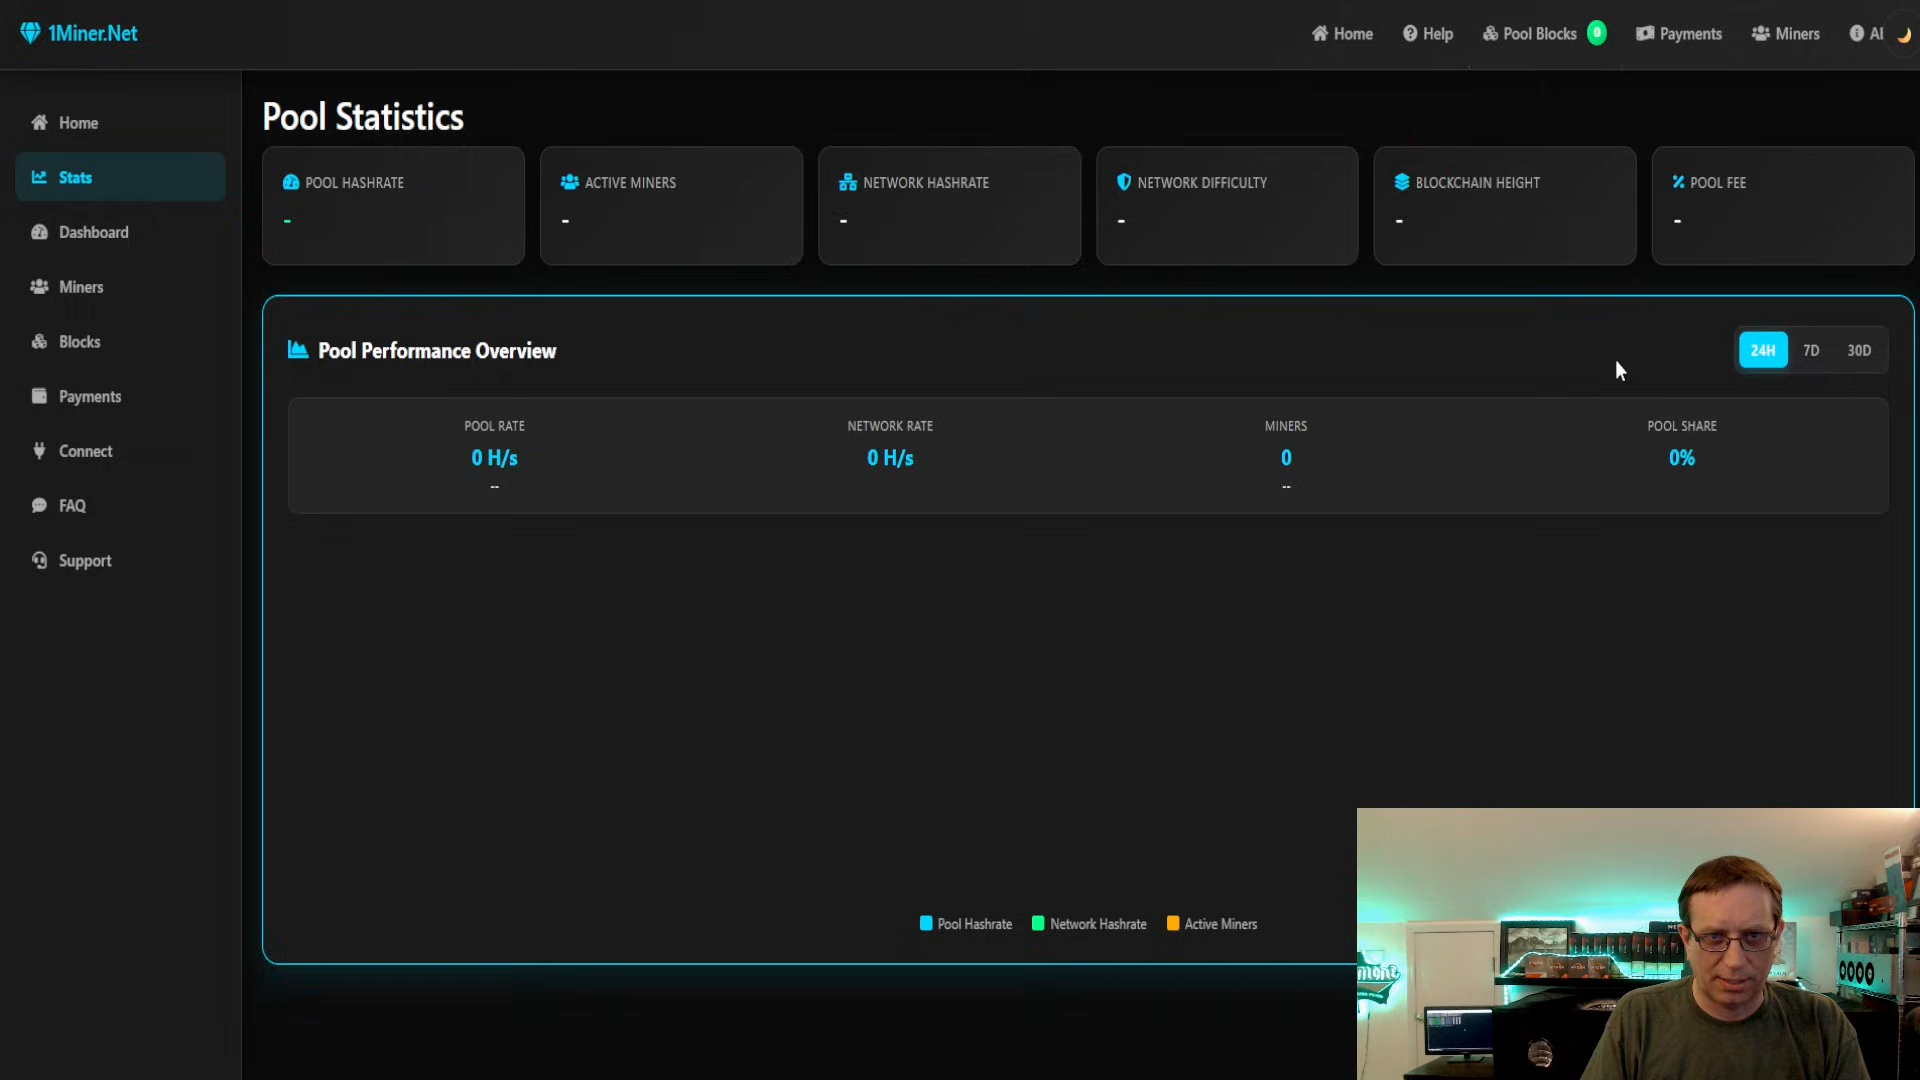 1Miner.Net
Home
Help
Pool Blocks
0
Payments
Miners
Home
Stats
Dashboard
Miners
Blocks
Payments
Connect
FAQ
Support
Pool Statistics
POOL HASHRATE
-
ACTIVE MINERS
-
NETWORK HASHRATE
-
NETWORK DIFFICULTY
-
BLOCKCHAIN HEIGHT
-
POOL FEE
-
Pool Performance Overview
24H
7D
30D
POOL RATE
0 H/s
--
NETWORK RATE
0 H/s
MINERS
0
--
POOL SHARE
0%
Pool Hashrate
Network Hashrate
Active Miners